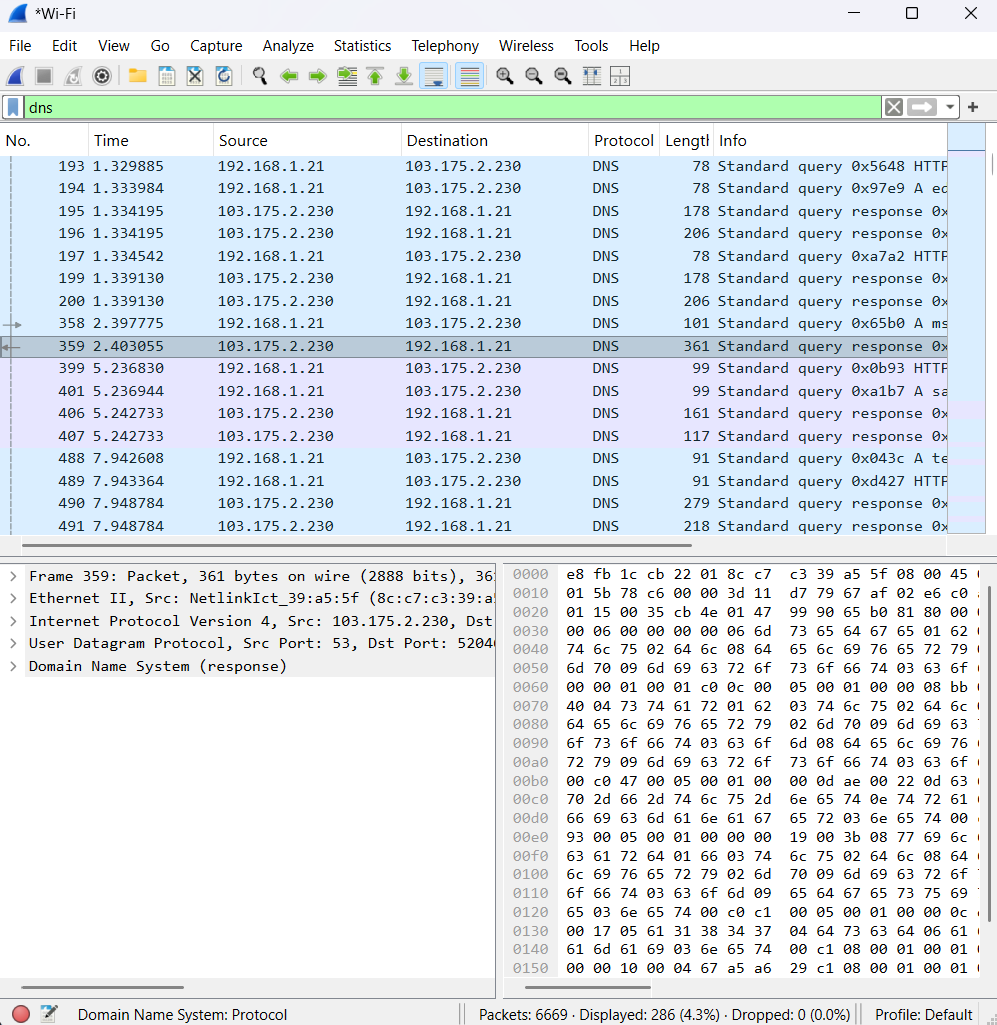 *Wi-Fi
File Edit View Go Capture Analyze Statistics Telephony Wireless Tools Help
dns
No. Time Source Destination Protocol Length Info
193 1.329885 192.168.1.21 103.175.2.230 DNS 78 Standard query 0x5648 HTTP
194 1.333984 192.168.1.21 103.175.2.230 DNS 78 Standard query 0x97e9 A ed
195 1.334195 103.175.2.230 192.168.1.21 DNS 178 Standard query response 0x
196 1.334195 103.175.2.230 192.168.1.21 DNS 206 Standard query response 0x
197 1.334542 192.168.1.21 103.175.2.230 DNS 78 Standard query 0xa7a2 HTTP
199 1.339130 103.175.2.230 192.168.1.21 DNS 178 Standard query response 0x
200 1.339130 103.175.2.230 192.168.1.21 DNS 206 Standard query response 0x
358 2.397775 192.168.1.21 103.175.2.230 DNS 101 Standard query 0x65b0 A ms
359 2.403055 103.175.2.230 192.168.1.21 DNS 361 Standard query response 0x
399 5.236830 192.168.1.21 103.175.2.230 DNS 99 Standard query 0x0b93 HTTP
401 5.236944 192.168.1.21 103.175.2.230 DNS 99 Standard query 0xa1b7 A sa
406 5.242733 103.175.2.230 192.168.1.21 DNS 161 Standard query response 0x
407 5.242733 103.175.2.230 192.168.1.21 DNS 117 Standard query response 0x
488 7.942608 192.168.1.21 103.175.2.230 DNS 91 Standard query 0x043c A te
489 7.943364 192.168.1.21 103.175.2.230 DNS 91 Standard query 0xd427 HTTP
490 7.948784 103.175.2.230 192.168.1.21 DNS 279 Standard query response 0x
491 7.948784 103.175.2.230 192.168.1.21 DNS 218 Standard query response 0x
Frame 359: Packet, 361 bytes on wire (2888 bits), 36
Ethernet II, Src: NetlinkIct_39:a5:5f (8c:c7:c3:39:a5
Internet Protocol Version 4, Src: 103.175.2.230, Dst
User Datagram Protocol, Src Port: 53, Dst Port: 5204
Domain Name System (response)
0000 e8 fb 1c cb 22 01 8c c7 c3 39 a5 5f 08 00 45
0010 01 5b 78 c6 00 00 3d 11 d7 79 67 af 02 e6 c0
0020 01 15 00 35 cb 4e 01 47 99 90 65 b0 81 80 00
0030 00 06 00 00 00 00 06 6d 73 65 64 67 65 01 62
0040 74 6c 75 02 64 6c 08 64 65 6c 69 76 65 72 79
0050 6d 70 09 6d 69 63 72 6f 73 6f 66 74 03 63 6f
0060 00 00 01 00 01 c0 0c 00 05 00 01 00 00 08 bb
0070 40 04 73 74 61 72 01 62 03 74 6c 75 02 64 6c
0080 64 65 6c 69 76 65 72 79 02 6d 70 09 6d 69 63
0090 6f 73 6f 66 74 03 63 6f 6d 08 64 65 6c 69 76
00a0 72 79 09 6d 69 63 72 6f 73 6f 66 74 03 63 6f
00b0 00 c0 47 00 05 00 01 00 00 0d ae 00 22 0d 63
00c0 70 2d 66 2d 74 6c 75 2d 6e 65 74 0e 74 72 61
00d0 66 69 63 6d 61 6e 61 67 65 72 03 6e 65 74 00
00e0 93 00 05 00 01 00 00 00 19 00 3b 08 77 69 6c
00f0 63 61 72 64 01 66 03 74 6c 75 02 64 6c 08 64
0100 6c 69 76 65 72 79 02 6d 70 09 6d 69 63 72 6f
0110 6f 66 74 03 63 6f 6d 09 65 64 67 65 73 75 69
0120 65 03 6e 65 74 00 c0 c1 00 05 00 01 00 00 0c
0130 00 17 05 61 31 38 34 37 04 64 73 63 64 06 61
0140 61 6d 61 69 03 6e 65 74 00 c1 08 00 01 00 01
0150 00 00 10 00 04 67 a5 a6 29 c1 08 00 01 00 01
Domain Name System: Protocol
Packets: 6669 · Displayed: 286 (4.3%) · Dropped: 0 (0.0%)
Profile: Default